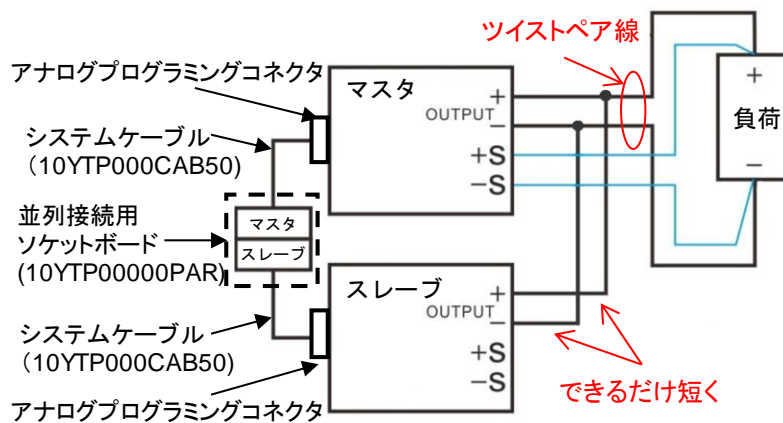 ツイストペア線
アナログプログラミングコネクタ
マスタ
+
OUTPUT
−
+S
−S
+
負荷
−
システムケーブル
（10YTP000CAB50)
並列接続用
ソケットボード
(10YTP00000PAR)
マスタ
スレーブ
スレーブ
+
OUTPUT
−
+S
−S
システムケーブル
（10YTP000CAB50)
できるだけ短く
アナログプログラミングコネクタ